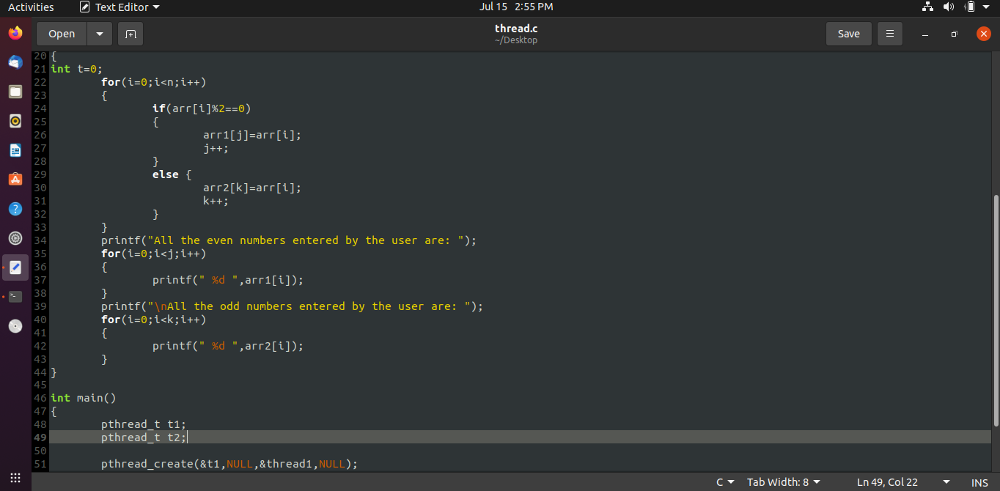 Activities Text Editor Jul 15 2:55 PM
Open thread.c Save
~/Desktop
20 {
21 int t=0;
22 for(i=0;i<n;i++)
23 {
24 if(arr[i]%2==0)
25 {
26 arr1[j]=arr[i];
27 j++;
28 }
29 else {
30 arr2[k]=arr[i];
31 k++;
32 }
33 }
34 printf("All the even numbers entered by the user are: ");
35 for(i=0;i<j;i++)
36 {
37 printf(" %d ",arr1[i]);
38 }
39 printf("\nAll the odd numbers entered by the user are: ");
40 for(i=0;i<k;i++)
41 {
42 printf(" %d ",arr2[i]);
43 }
44 }
45
46 int main()
47 {
48 pthread_t t1;
49 pthread_t t2;
50
51 pthread_create(&t1,NULL,&thread1,NULL);
C Tab Width: 8 Ln 49, Col 22 INS